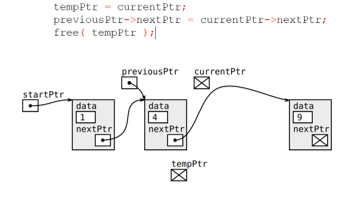 tempPtr = currentPtr;
previousPtr->nextPtr = currentPtr->nextPtr;
free( tempPtr );
previousPtr currentPtr
startPtr
data data data
1 4 9
nextPtr nextPtr nextPtr
tempPtr